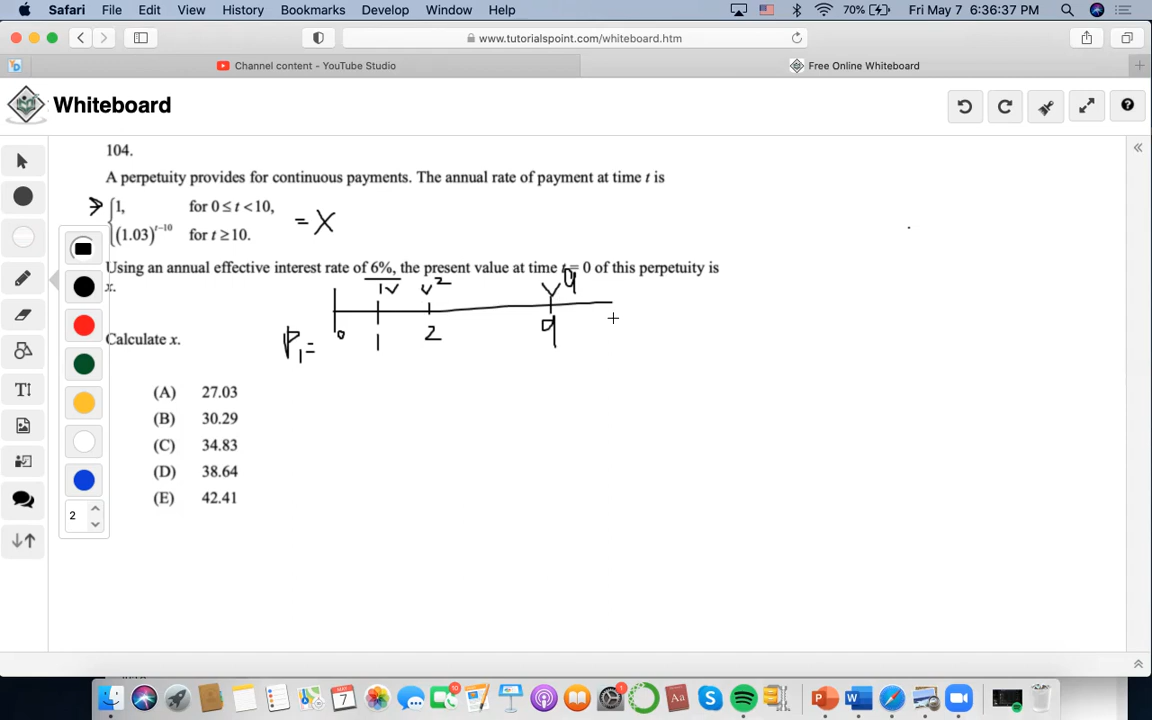 Safari File Edit View History Bookmarks Develop Window Help 70% Fri May 7 6:36:37 PM
www.tutorialspoint.com/whiteboard.htm
Channel content - YouTube Studio Free Online Whiteboard
Whiteboard
104.
A perpetuity provides for continuous payments. The annual rate of payment at time t is
1, for 0 ≤ t < 10,
= X
(1.03)^{t−10} for t ≥ 10.
Using an annual effective interest rate of 6%, the present value at time t = 0 of this perpetuity is
x.
1v v² v⁹
0 1 2 9
P₁ =
Calculate x.
(A) 27.03
(B) 30.29
(C) 34.83
(D) 38.64
(E) 42.41
TI
2